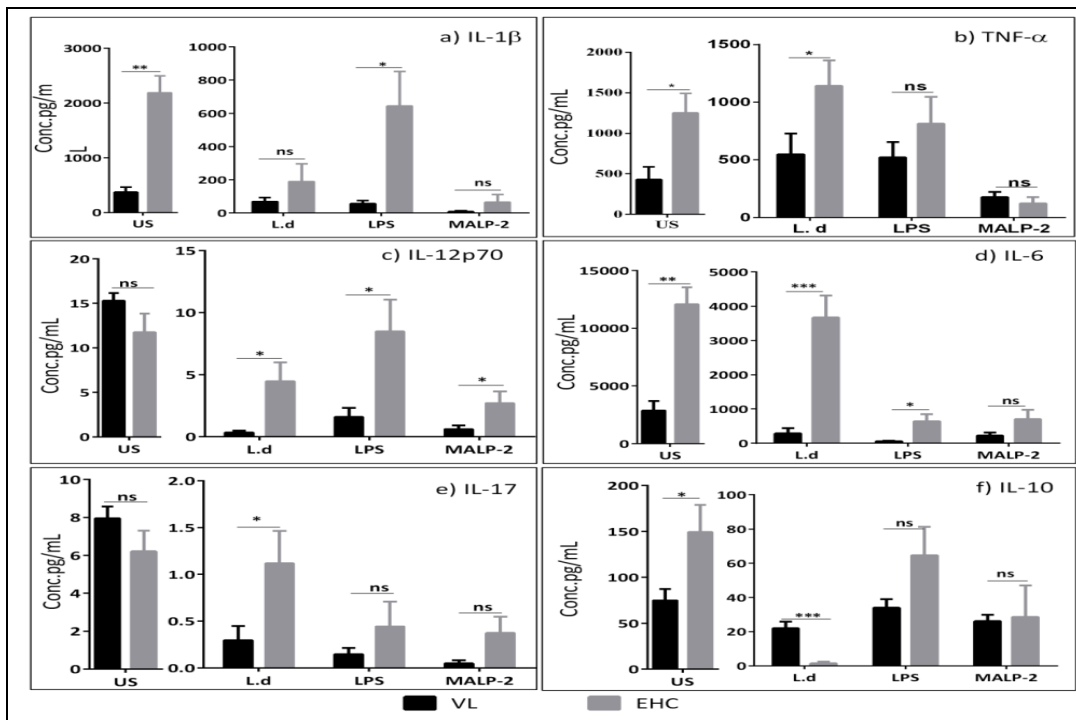 a) IL-1β
Conc.pg/m
L
3000
2000
1000
0
**
US
1000
800
600
400
200
0
ns
*
ns
L.d
LPS
MALP-2
b) TNF-α
Conc.pg/mL
2000
1500
1000
500
0
*
US
1500
1000
500
0
*
ns
ns
L. d
LPS
MALP-2
c) IL-12p70
Conc.pg/mL
20
15
10
5
0
ns
US
15
10
5
0
*
*
*
L.d
LPS
MALP-2
d) IL-6
Conc.pg/mL
15000
10000
5000
0
**
US
5000
4000
3000
2000
1000
0
***
*
ns
L.d
LPS
MALP-2
e) IL-17
Conc.pg/mL
10
8
6
4
2
0
ns
US
2.0
1.5
1.0
0.5
0.0
*
ns
ns
L.d
LPS
MALP-2
f) IL-10
Conc.pg/mL
200
150
100
50
0
*
US
100
80
60
40
20
0
***
ns
ns
L.d
LPS
MALP-2
VL
EHC